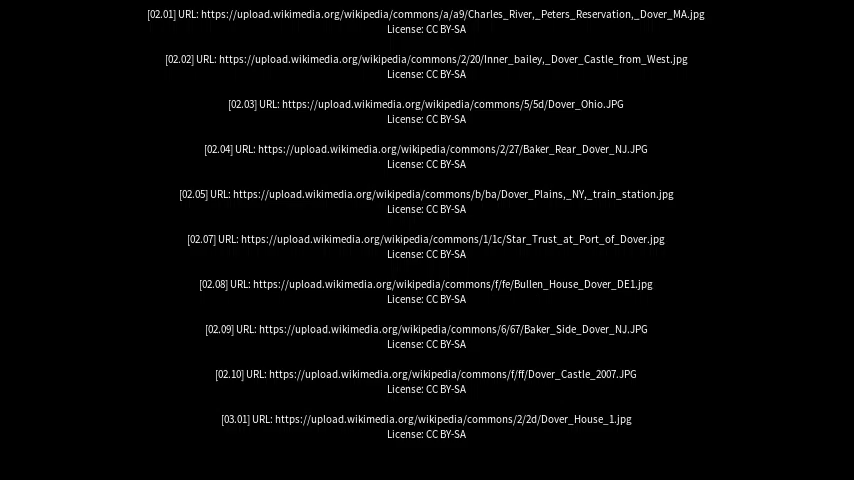 [02.01] URL: https://upload.wikimedia.org/wikipedia/commons/a/a9/Charles_River,_Peters_Reservation,_Dover_MA.jpg
License: CC BY-SA
[02.02] URL: https://upload.wikimedia.org/wikipedia/commons/2/20/Inner_bailey,_Dover_Castle_from_West.jpg
License: CC BY-SA
[02.03] URL: https://upload.wikimedia.org/wikipedia/commons/5/5d/Dover_Ohio.JPG
License: CC BY-SA
[02.04] URL: https://upload.wikimedia.org/wikipedia/commons/2/27/Baker_Rear_Dover_NJ.JPG
License: CC BY-SA
[02.05] URL: https://upload.wikimedia.org/wikipedia/commons/b/ba/Dover_Plains,_NY,_train_station.jpg
License: CC BY-SA
[02.07] URL: https://upload.wikimedia.org/wikipedia/commons/1/1c/Star_Trust_at_Port_of_Dover.jpg
License: CC BY-SA
[02.08] URL: https://upload.wikimedia.org/wikipedia/commons/f/fe/Bullen_House_Dover_DE1.jpg
License: CC BY-SA
[02.09] URL: https://upload.wikimedia.org/wikipedia/commons/6/67/Baker_Side_Dover_NJ.JPG
License: CC BY-SA
[02.10] URL: https://upload.wikimedia.org/wikipedia/commons/f/ff/Dover_Castle_2007.JPG
License: CC BY-SA
[03.01] URL: https://upload.wikimedia.org/wikipedia/commons/2/2d/Dover_House_1.jpg
License: CC BY-SA